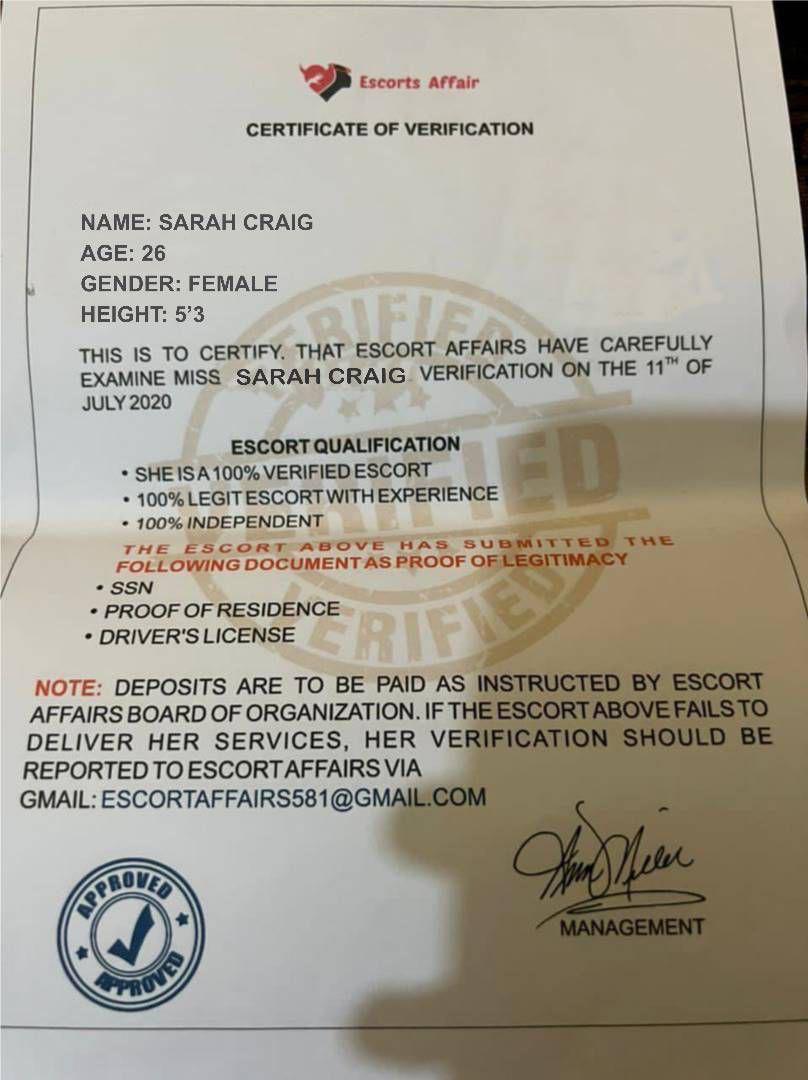 Escorts Affair
CERTIFICATE OF VERIFICATION
NAME: SARAH CRAIG
AGE: 26
GENDER: FEMALE
HEIGHT: 5’3
THIS IS TO CERTIFY. THAT ESCORT AFFAIRS HAVE CAREFULLY
EXAMINE MISS SARAH CRAIG VERIFICATION ON THE 11TH OF
JULY 2020
VERIFIED
VERIFIED
VERIFIED
ESCORT QUALIFICATION
• SHE IS A 100% VERIFIED ESCORT
• 100% LEGIT ESCORT WITH EXPERIENCE
• 100% INDEPENDENT
THE ESCORT ABOVE HAS SUBMITTED THE
FOLLOWING DOCUMENT AS PROOF OF LEGITIMACY
• SSN
• PROOF OF RESIDENCE
• DRIVER'S LICENSE
NOTE: DEPOSITS ARE TO BE PAID AS INSTRUCTED BY ESCORT
AFFAIRS BOARD OF ORGANIZATION. IF THE ESCORT ABOVE FAILS TO
DELIVER HER SERVICES, HER VERIFICATION SHOULD BE
REPORTED TO ESCORT AFFAIRS VIA
GMAIL: ESCORTAFFAIRS581@GMAIL.COM
APPROVED
APPROVED
MANAGEMENT